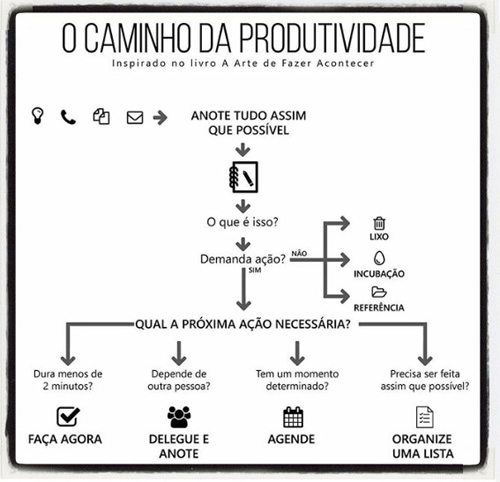 O CAMINHO DA PRODUTIVIDADE
Inspirado no livro A Arte de Fazer Acontecer
ANOTE TUDO ASSIM
QUE POSSÍVEL
O que é isso?
Demanda ação?
NÃO
SIM
LIXO
INCUBAÇÃO
REFERÊNCIA
QUAL A PRÓXIMA AÇÃO NECESSÁRIA?
Dura menos de
2 minutos?
FAÇA AGORA
Depende de
outra pessoa?
DELEGUE E
ANOTE
Tem um momento
determinado?
AGENDE
Precisa ser feita
assim que possível?
ORGANIZE
UMA LISTA